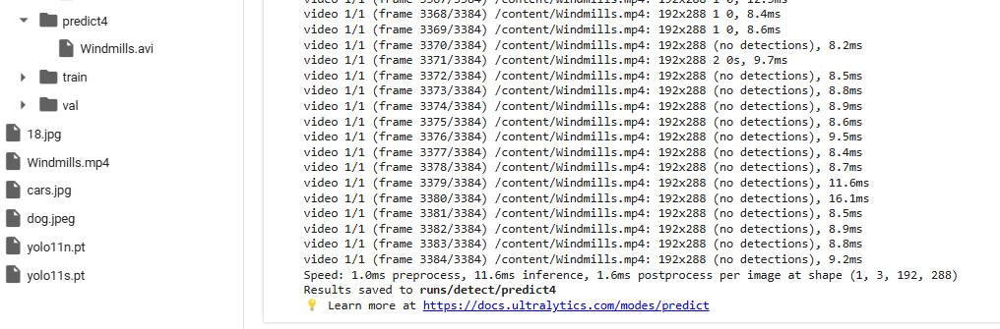 predict4
Windmills.avi
train
val
18.jpg
Windmills.mp4
cars.jpg
dog.jpeg
yolo11n.pt
yolo11s.pt
video 1/1 (frame 3368/3384) /content/Windmills.mp4: 192x288 1 0, 8.4ms
video 1/1 (frame 3369/3384) /content/Windmills.mp4: 192x288 1 0, 8.6ms
video 1/1 (frame 3370/3384) /content/Windmills.mp4: 192x288 (no detections), 8.2ms
video 1/1 (frame 3371/3384) /content/Windmills.mp4: 192x288 2 0s, 9.7ms
video 1/1 (frame 3372/3384) /content/Windmills.mp4: 192x288 (no detections), 8.5ms
video 1/1 (frame 3373/3384) /content/Windmills.mp4: 192x288 (no detections), 8.8ms
video 1/1 (frame 3374/3384) /content/Windmills.mp4: 192x288 (no detections), 8.9ms
video 1/1 (frame 3375/3384) /content/Windmills.mp4: 192x288 (no detections), 8.6ms
video 1/1 (frame 3376/3384) /content/Windmills.mp4: 192x288 (no detections), 9.5ms
video 1/1 (frame 3377/3384) /content/Windmills.mp4: 192x288 (no detections), 8.4ms
video 1/1 (frame 3378/3384) /content/Windmills.mp4: 192x288 (no detections), 8.7ms
video 1/1 (frame 3379/3384) /content/Windmills.mp4: 192x288 (no detections), 11.6ms
video 1/1 (frame 3380/3384) /content/Windmills.mp4: 192x288 (no detections), 16.1ms
video 1/1 (frame 3381/3384) /content/Windmills.mp4: 192x288 (no detections), 8.5ms
video 1/1 (frame 3382/3384) /content/Windmills.mp4: 192x288 (no detections), 8.9ms
video 1/1 (frame 3383/3384) /content/Windmills.mp4: 192x288 (no detections), 8.8ms
video 1/1 (frame 3384/3384) /content/Windmills.mp4: 192x288 (no detections), 9.2ms
Speed: 1.0ms preprocess, 11.6ms inference, 1.6ms postprocess per image at shape (1, 3, 192, 288)
Results saved to runs/detect/predict4
Learn more at https://docs.ultralytics.com/modes/predict